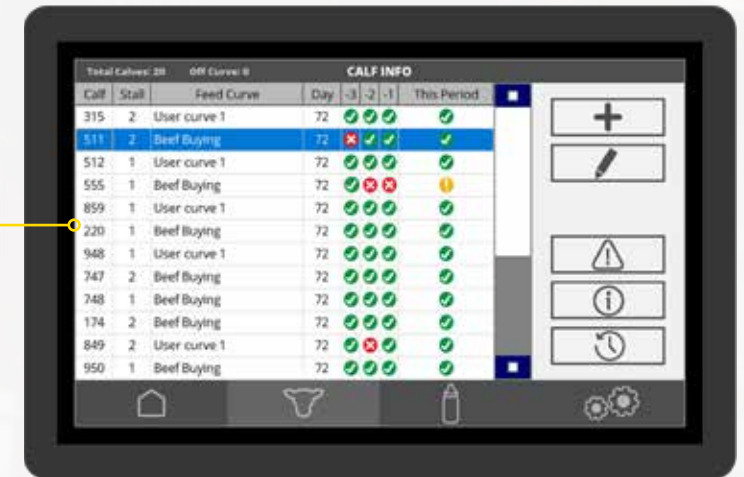 Total Calves: 20 Off Curve: 0 CALF INFO
Calf Stall Feed Curve Day -3 -2 -1 This Period
315 2 User curve 1 72
511 2 Beef Buying 72
512 1 User curve 1 72
555 1 Beef Buying 72
859 1 User curve 1 72
220 1 Beef Buying 72
948 1 User curve 1 72
747 2 Beef Buying 72
748 1 Beef Buying 72
174 2 Beef Buying 72
849 2 User curve 1 72
950 1 Beef Buying 72